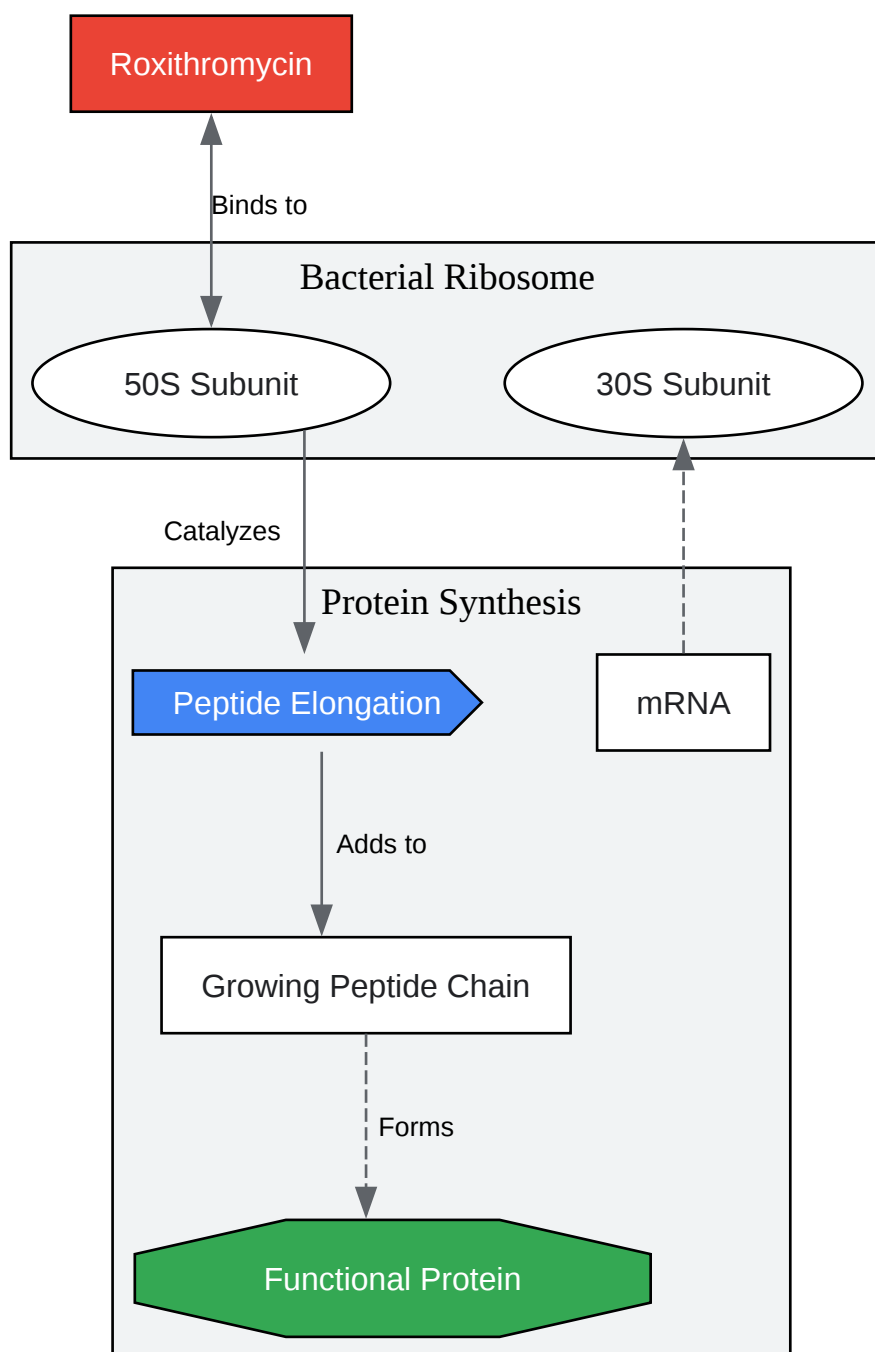 Roxithromycin
Binds to
Bacterial Ribosome
50S Subunit
30S Subunit
Catalyzes
Protein Synthesis
Peptide Elongation
mRNA
Adds to
Growing Peptide Chain
Forms
Functional Protein